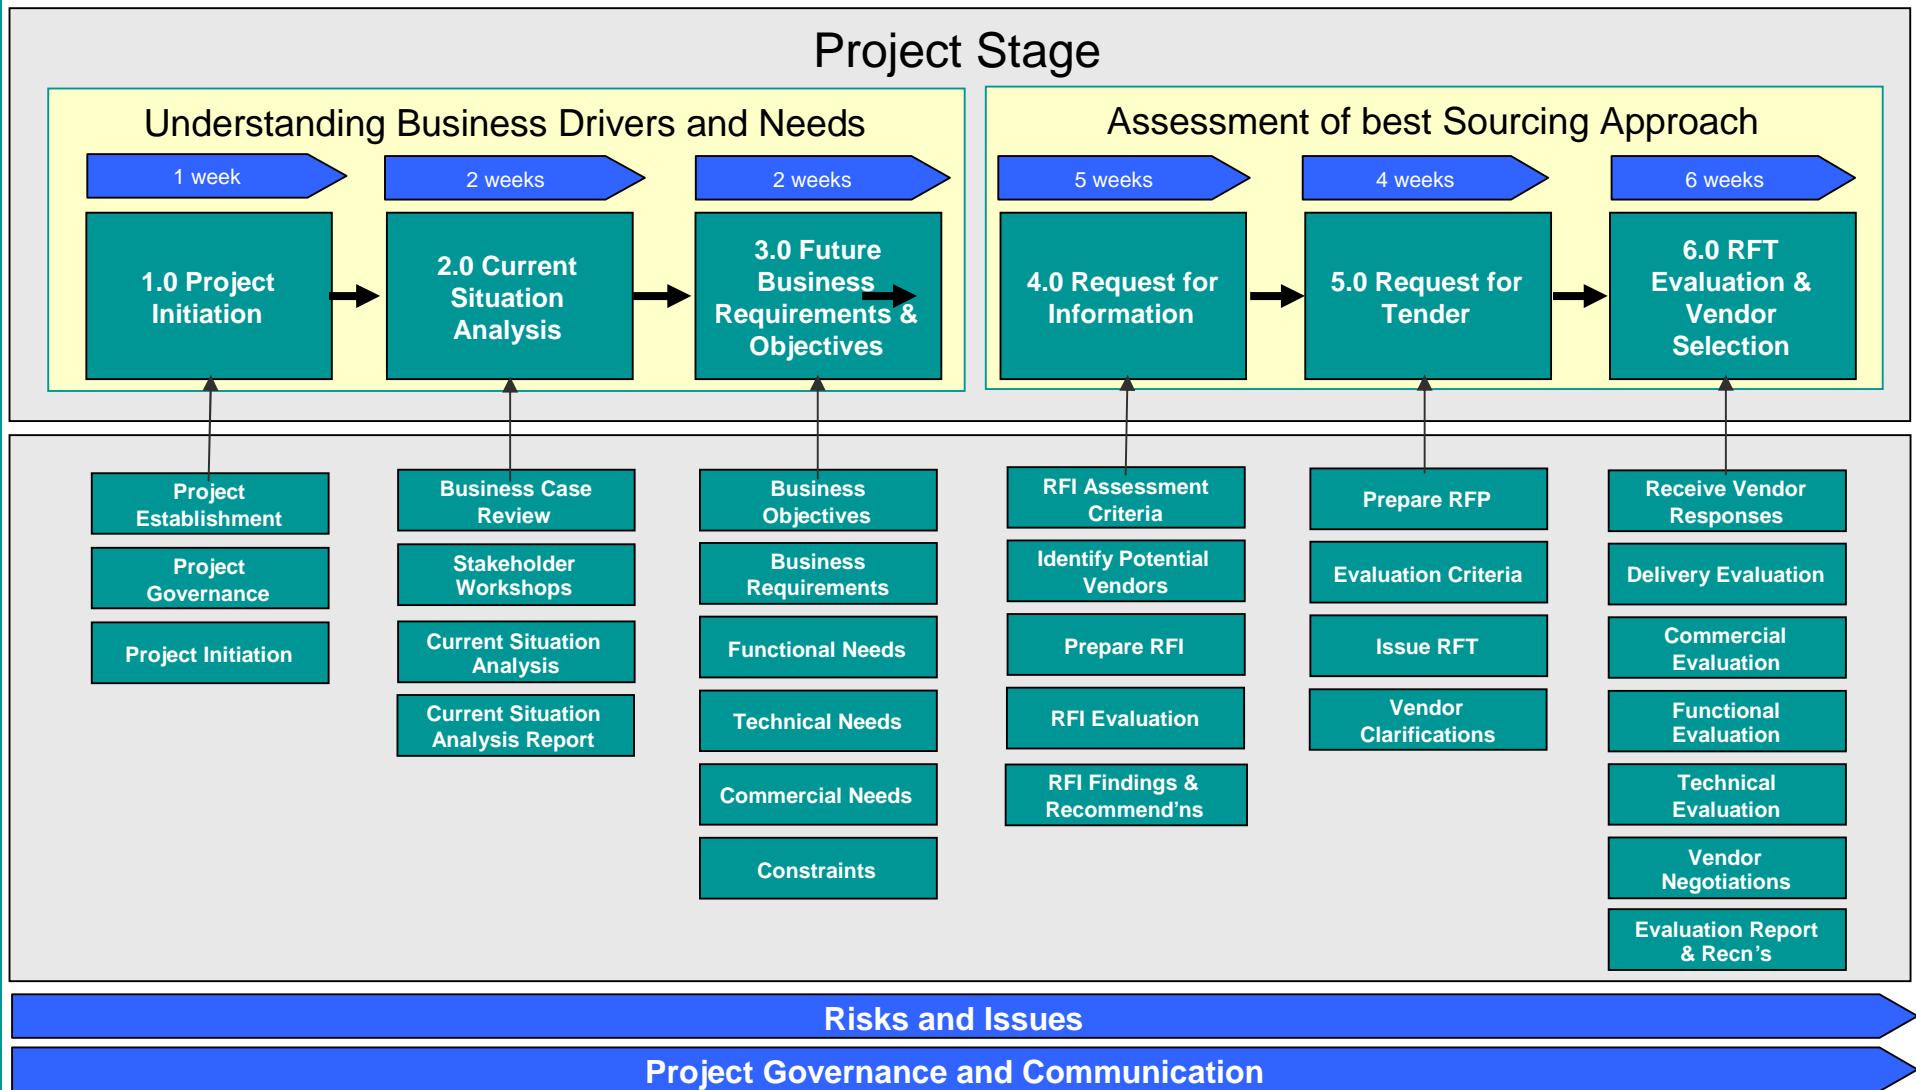 Project Stage
Understanding Business Drivers and Needs
Assessment of best Sourcing Approach
1 week
2 weeks
2 weeks
5 weeks
4 weeks
6 weeks
1.0 Project
Initiation
2.0 Current
Situation
Analysis
3.0 Future
Business
Requirements &
Objectives
4.0 Request for
Information
5.0 Request for
Tender
6.0 RFT
Evaluation &
Vendor
Selection
Project
Establishment
Project
Governance
Project Initiation
Business Case
Review
Stakeholder
Workshops
Current Situation
Analysis
Current Situation
Analysis Report
Business
Objectives
Business
Requirements
Functional Needs
Technical Needs
Commercial Needs
Constraints
RFI Assessment
Criteria
Identify Potential
Vendors
Prepare RFI
RFI Evaluation
RFI Findings &
Recommend’ns
Prepare RFP
Evaluation Criteria
Issue RFT
Vendor
Clarifications
Receive Vendor
Responses
Delivery Evaluation
Commercial
Evaluation
Functional
Evaluation
Technical
Evaluation
Vendor
Negotiations
Evaluation Report
& Recn’s
Risks and Issues
Project Governance and Communication